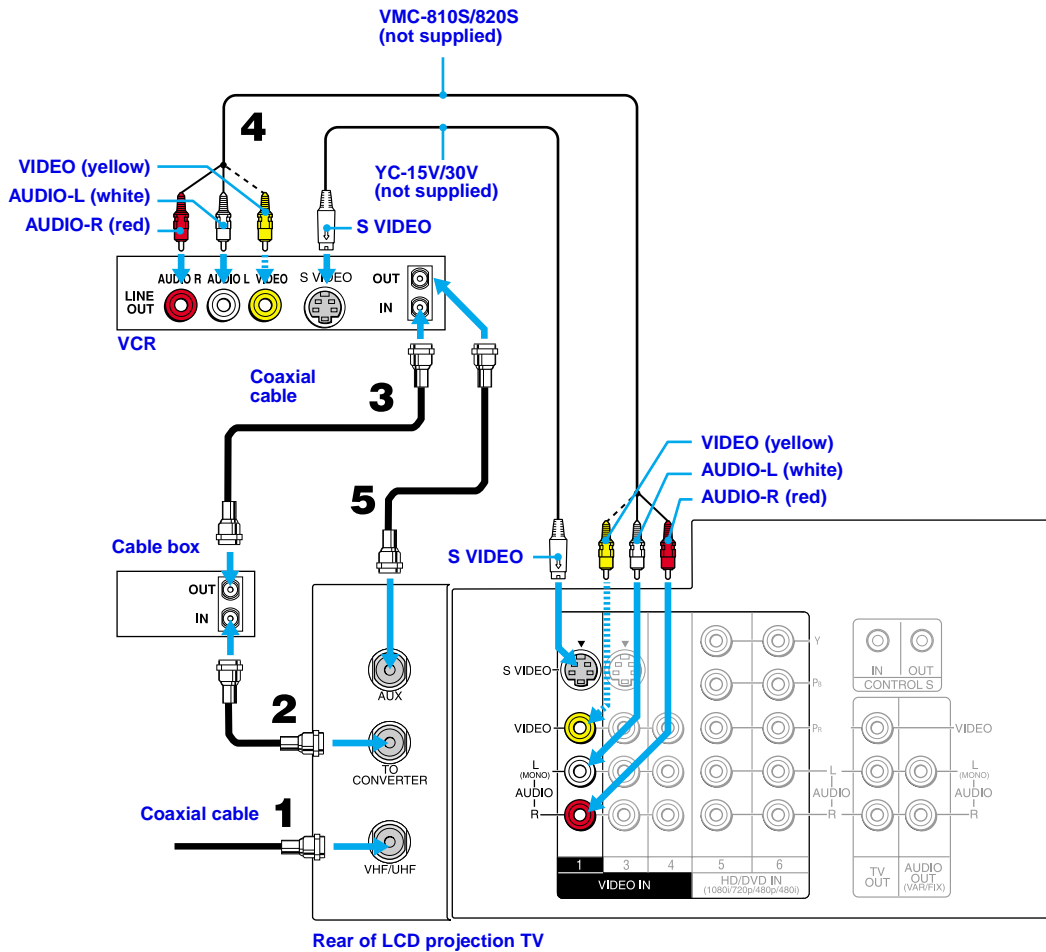 VMC-810S/820S
(not supplied)
4
VIDEO (yellow)
AUDIO-L (white)
AUDIO-R (red)
YC-15V/30V
(not supplied)
S VIDEO
AUDIO R AUDIO L VIDEO S VIDEO OUT
LINE
OUT
IN
VCR
Coaxial
cable
3
5
VIDEO (yellow)
AUDIO-L (white)
AUDIO-R (red)
Cable box
S VIDEO
OUT
IN
AUX
2
TO
CONVERTER
Coaxial cable
1
VHF/UHF
S VIDEO
VIDEO
L
(MONO)
AUDIO
R
Y
PB
PR
L
AUDIO
R
IN OUT
CONTROL S
VIDEO
L
(MONO)
AUDIO
R
1 3 4 5 6
VIDEO IN
HD/DVD IN
(1080i/720p/480p/480i)
TV
OUT
AUDIO
OUT
(VAR/FIX)
Rear of LCD projection TV